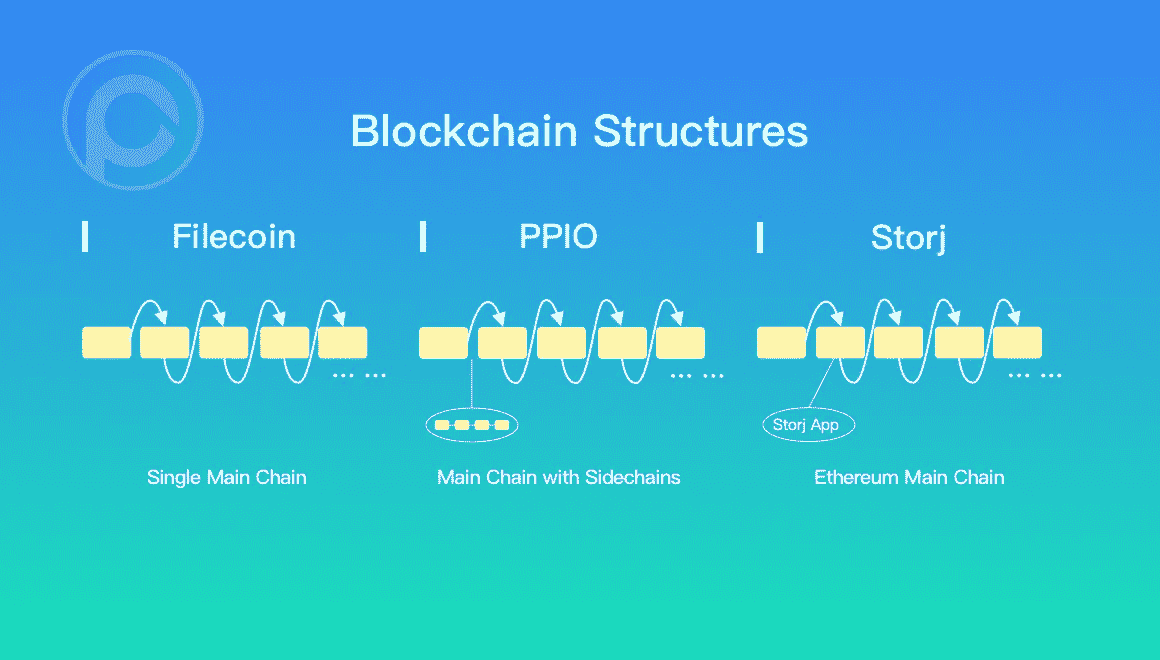 Blockchain Structures
Filecoin
PPIO
Storj
... ...
... ...
... ...
Storj App
Single Main Chain
Main Chain with Sidechains
Ethereum Main Chain